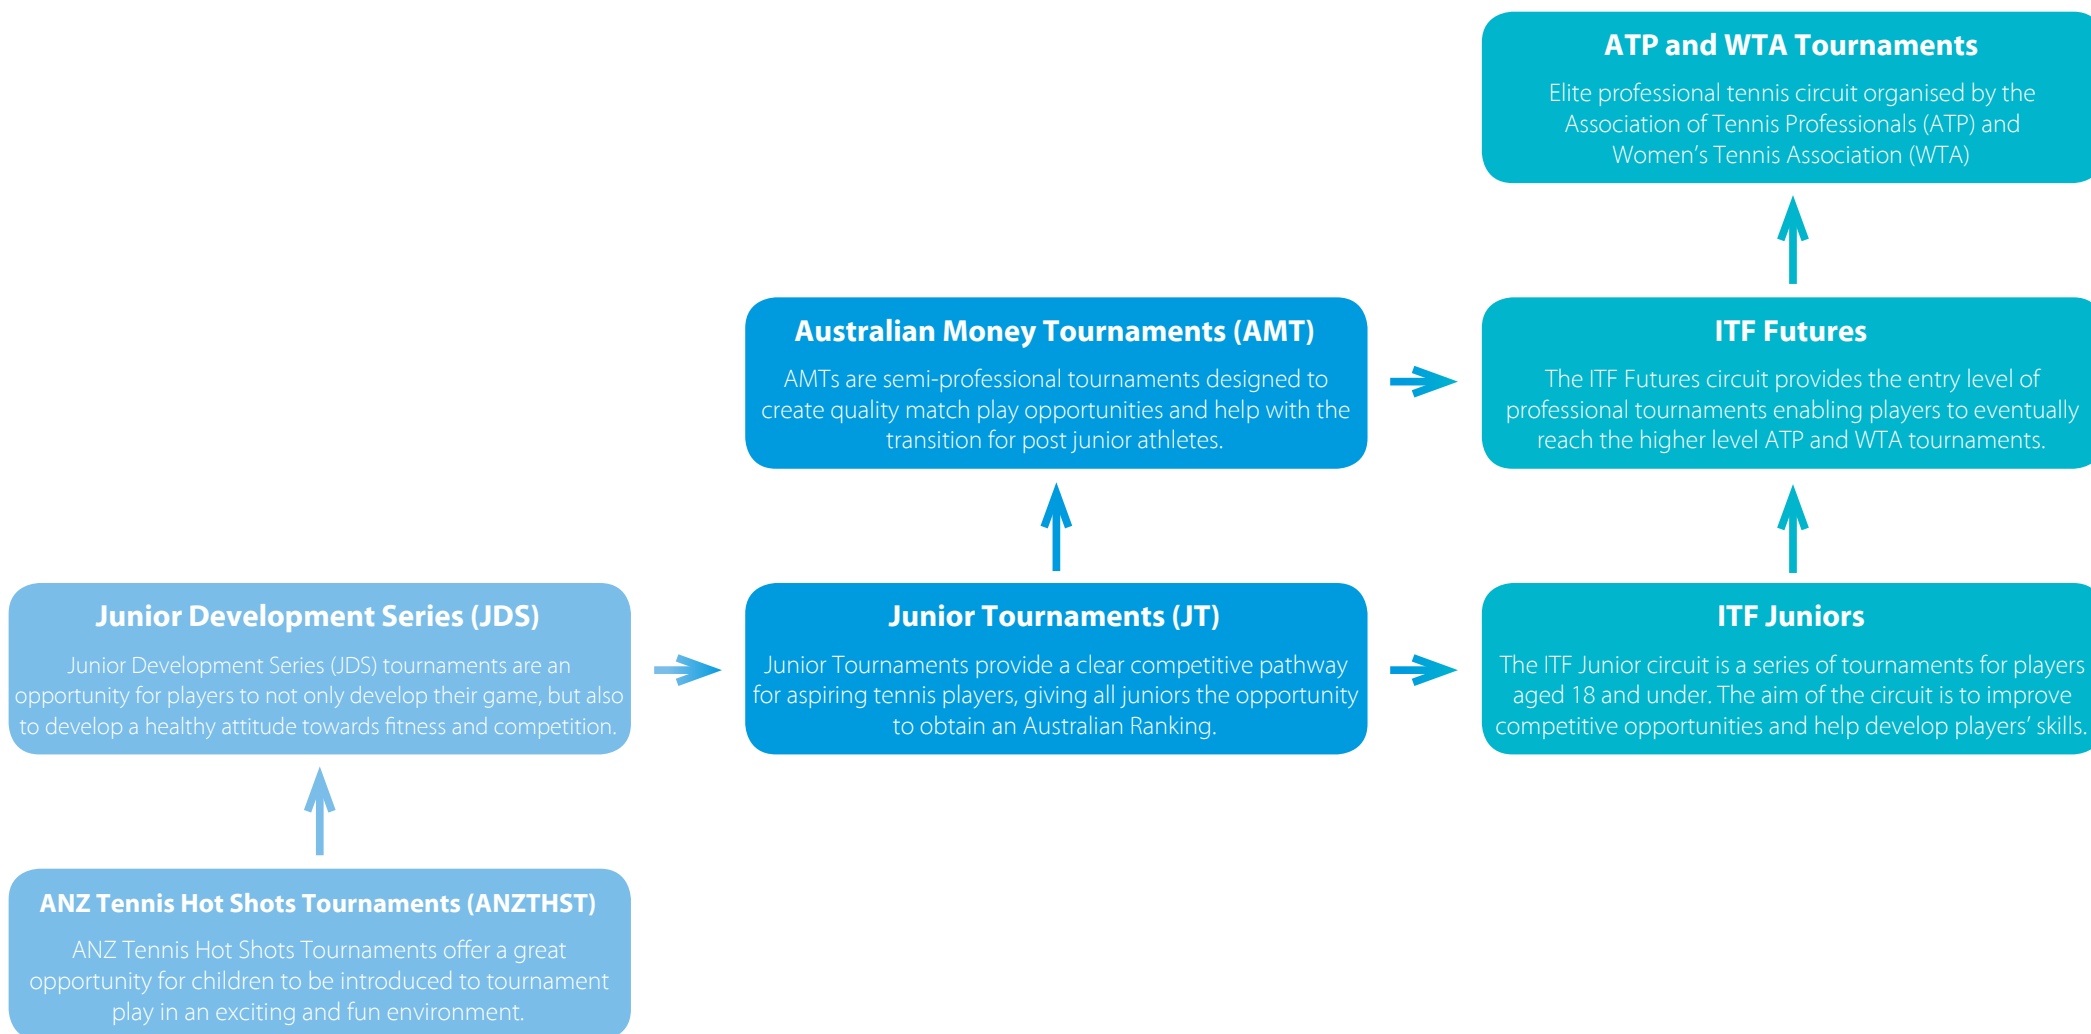 ATP and WTA Tournaments
Elite professional tennis circuit organised by the
Association of Tennis Professionals (ATP) and
Women's Tennis Association (WTA)
Australian Money Tournaments (AMT)
AMTs are semi-professional tournaments designed to
create quality match play opportunities and help with the
transition for post junior athletes.
ITF Futures
The ITF Futures circuit provides the entry level of
professional tournaments enabling players to eventually
reach the higher level ATP and WTA tournaments.
Junior Development Series (JDS)
Junior Development Series (JDS) tournaments are an
opportunity for players to not only develop their game, but also
to develop a healthy attitude towards fitness and competition.
Junior Tournaments (JT)
Junior Tournaments provide a clear competitive pathway
for aspiring tennis players, giving all juniors the opportunity
to obtain an Australian Ranking.
ITF Juniors
The ITF Junior circuit is a series of tournaments for players
aged 18 and under. The aim of the circuit is to improve
competitive opportunities and help develop players' skills.
ANZ Tennis Hot Shots Tournaments (ANZTHST)
ANZ Tennis Hot Shots Tournaments offer a great
opportunity for children to be introduced to tournament
play in an exciting and fun environment.